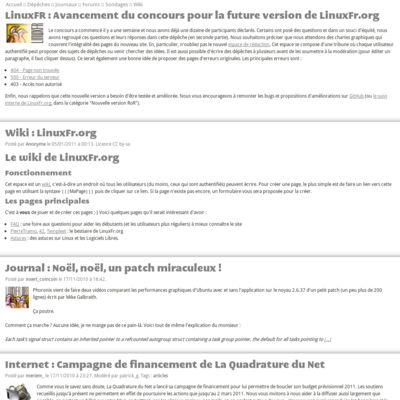 Accueil :: Dépêches :: Journaux :: Forums :: Sondages :: Wiki
LinuxFR : Avancement du concours pour la future version de LinuxFr.org
Le concours a commencé il y a une semaine et nous avons déjà une dizaine de participants déclarés. Certains ont posé des questions et dans un souci d'équité, nous
avons regroupé ces questions et leurs réponses dans cette dépêche (en seconde partie). Nous souhaitons préciser que nous attendons des chartes graphiques qui
couvrent l'intégralité des pages du nouveau site. En particulier, n'oubliez pas le nouvel espace de rédaction. Cet espace se compose d'une tribune où chaque utilisateur
authentifié peut proposer des sujets de dépêches ou venir chercher des idées. Il est aussi possible d'écrire des dépêches à plusieurs avant de les soumettre à la modération (pour éditer un
paragraphe, il faut cliquer dessus). Ce serait également une bonne idée de proposer des pages d'erreurs originales. Les principales erreurs sont :
404 - Page non trouvée
500 - Erreur du serveur
403 - Accès non autorisé
Enfin, nous rappelons que cette nouvelle version a besoin d'être testée et améliorée. Nous vous encourageons à remonter les bugs et propositions d'améliorations sur GitHub (ou le suivi
interne de LinuxFr.org, dans la catégorie "Nouvelle version RoR").
Wiki : LinuxFr.org
Posté par Anonyme le 05/01/2011 à 00:13. Licence CC by-sa
Le wiki de LinuxFr.org
Fonctionnement
Cet espace est un wiki, c'est-à-dire un endroit où tous les utilisateurs (du moins, ceux qui sont authentifiés) peuvent écrire. Pour créer une page, le plus simple est de faire un lien vers cette
page en utilisant la syntaxe [[MaPage]] puis de cliquer sur ce lien. Si la page n'existe pas encore, un formulaire vous sera proposée pour la créer.
Les pages principales
C'est à vous de jouer et de créer ces pages ;-) Voici quelques pages qu'il serait intéressant d'avoir :
FAQ : une foire aux questions pour aider les débutants (et les utilisateurs plus réguliers) à mieux connaître le site
PierreTramo, 42, Templeet : le bestiaire de LinuxFr.org
Astuces : des astuces sur Linux et les Logiciels Libres.
Journal : Noël, noël, un patch miraculeux !
Posté par insert_coincoin le 17/11/2010 à 18:42.
Phoronix vient de faire deux vidéos comparant les performances graphiques d'Ubuntu avec et sans l'application sur le noyau 2.6.37 d'un petit patch (un peu plus de 200
lignes) écrit par Mike Galbraith.
Ça poutre.
Comment ça marche ? Aucune idée, je ne mange pas de ce pain-là. Voici tout de même l'explication du monsieur :
Each task's signal struct contains an inherited pointer to a refcounted autogroup struct containing a task group pointer, the default for all tasks pointing to (...)
Internet : Campagne de financement de La Quadrature du Net
Comme vous le savez sans doute, La Quadrature du Net a lancé sa campagne de financement pour lui permettre de boucler son budget prévisionnel 2011. Les soutiens
recueillis jusqu'à présent ne permettent en effet de poursuivre les actions que jusqu'au 2 mars 2011. Nous vous invitons à nous aider à la diffuser aussi largement que